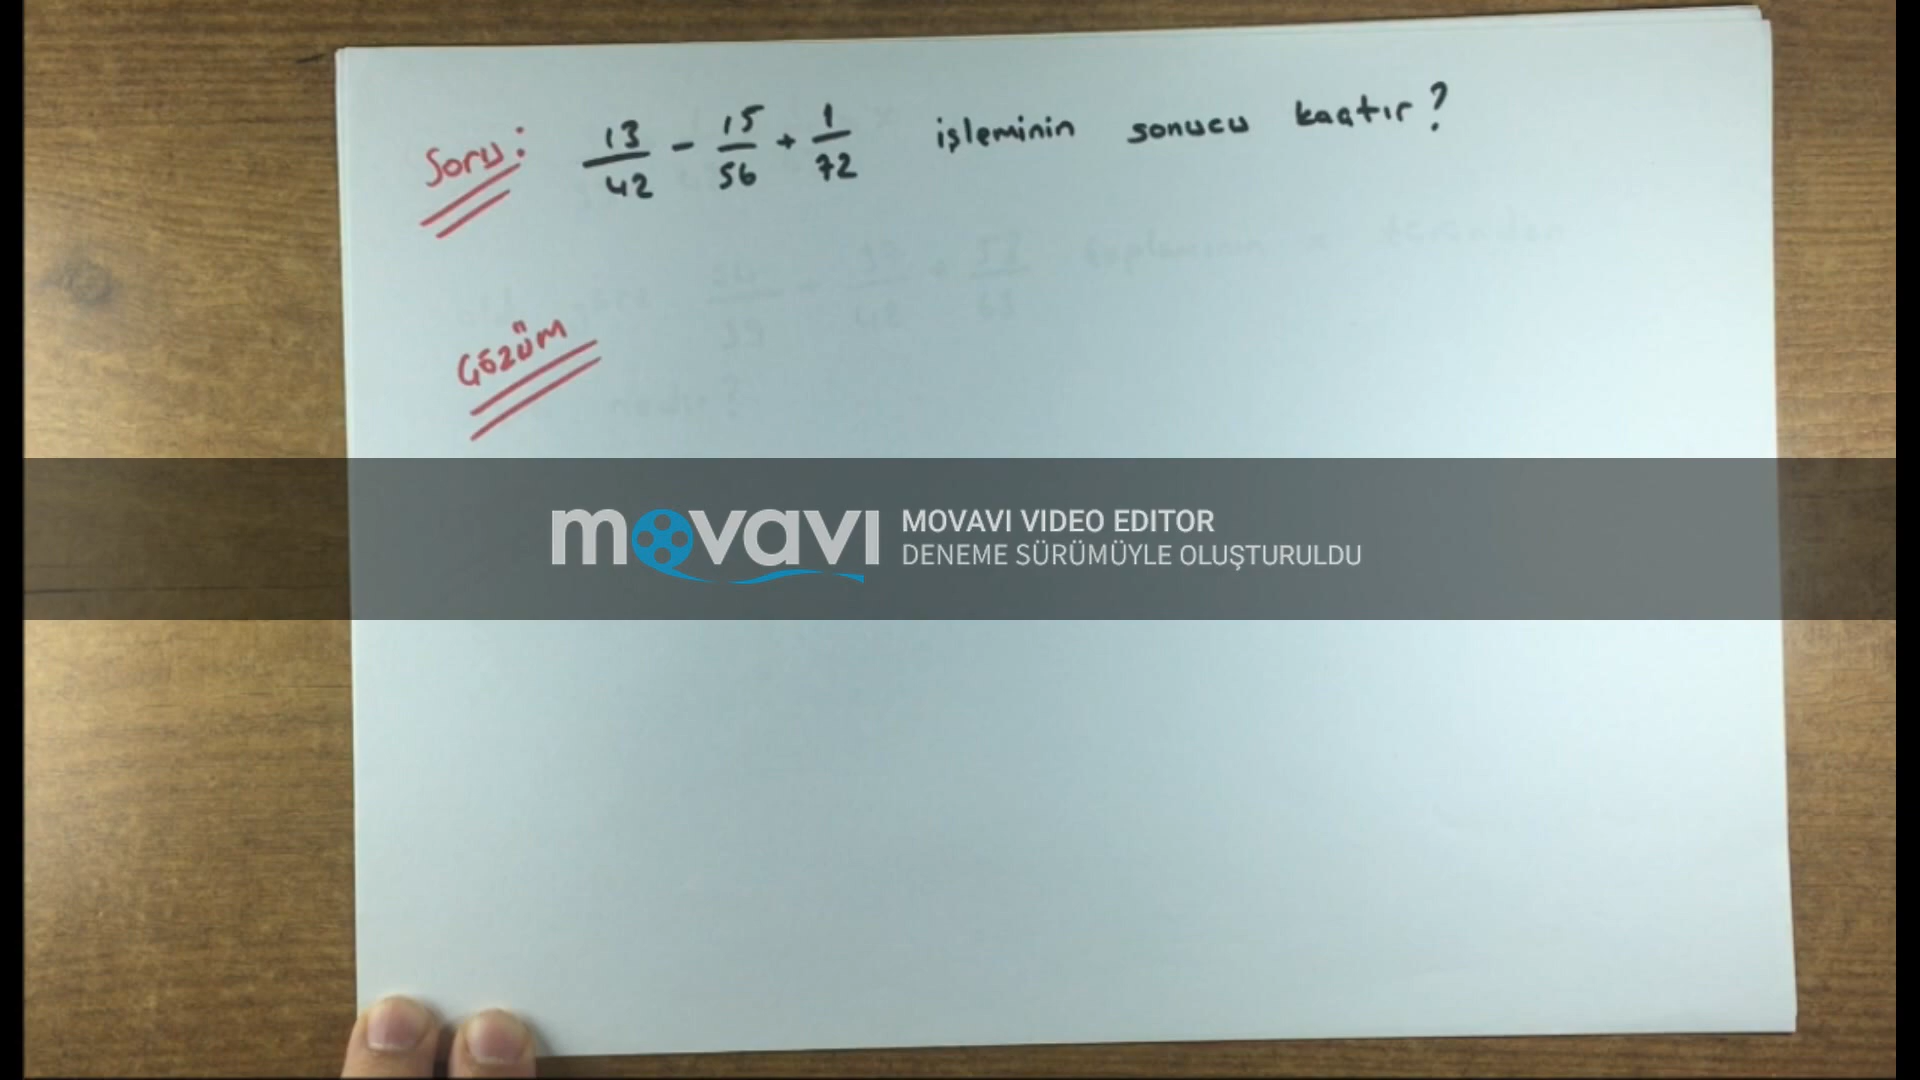 Soru: 13/42 - 15/56 + 1/72 işleminin sonucu kaçtır?
Çözüm
movavi MOVAVI VIDEO EDITOR
DENEME SÜRÜMÜYLE OLUŞTURULDU